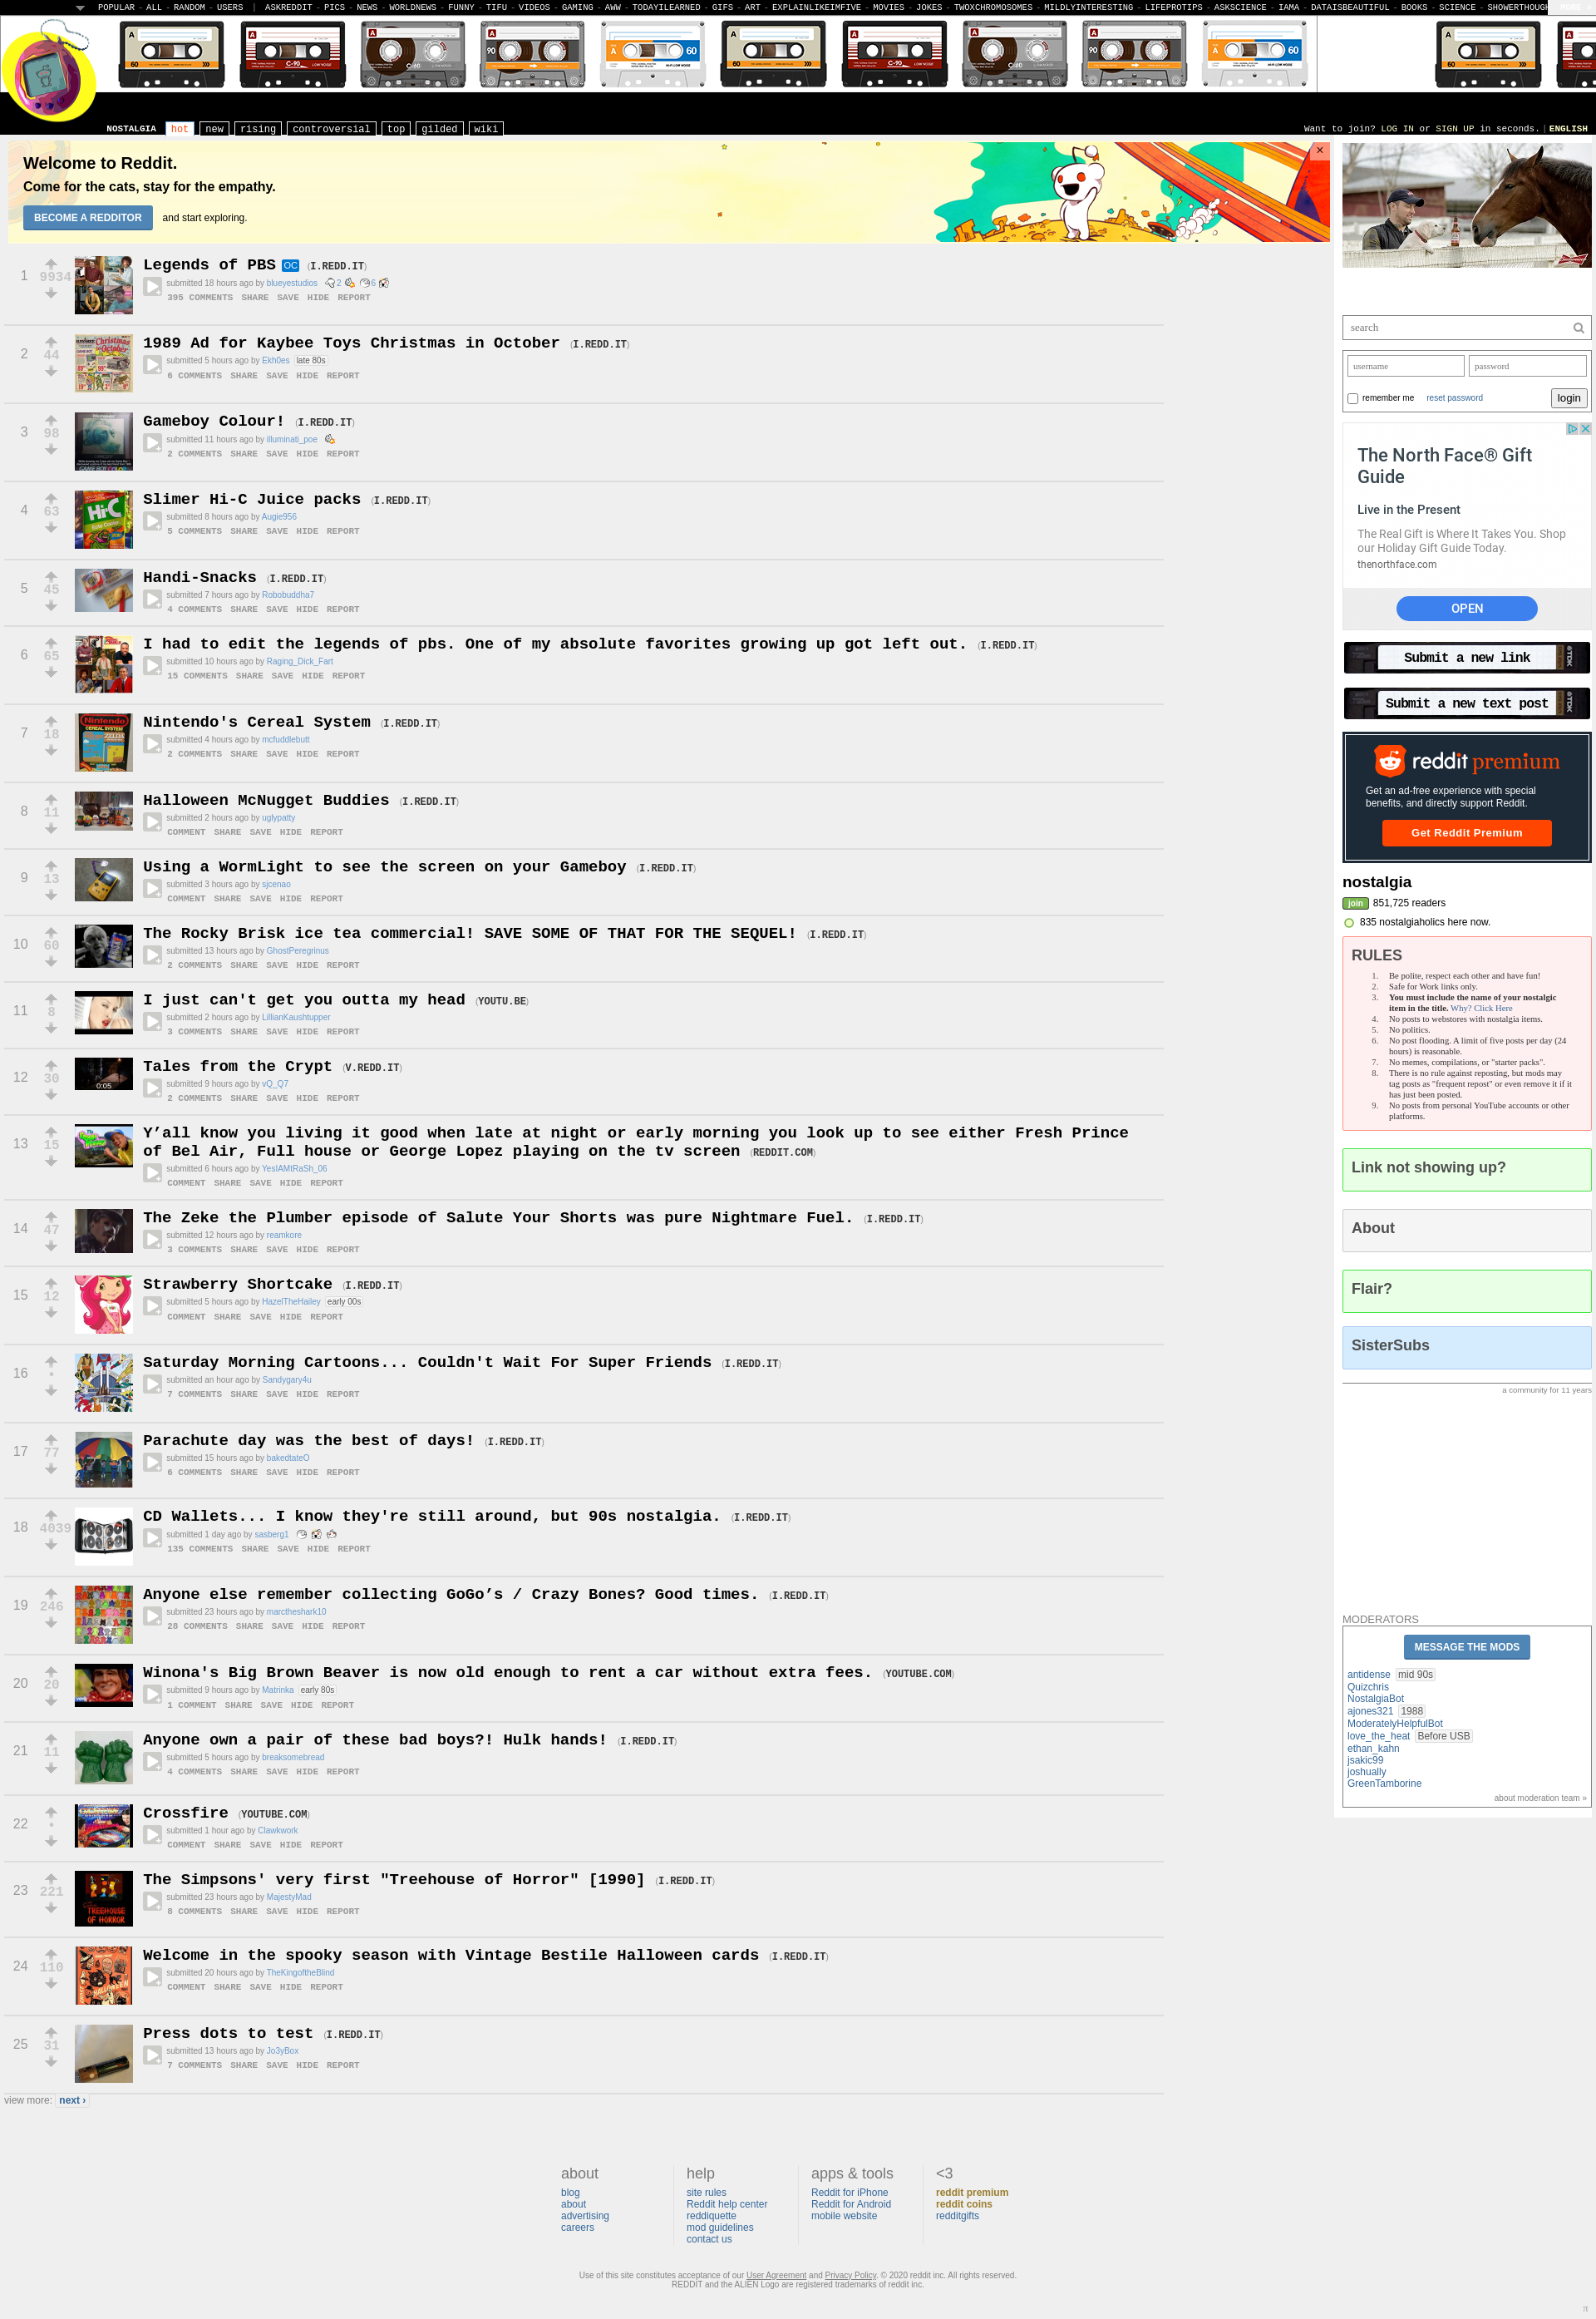 POPULAR - ALL - RANDOM - USERS | ASKREDDIT - PICS - NEWS - WORLDNEWS - FUNNY - TIFU - VIDEOS - GAMING - AWW - TODAYILEARNED - GIFS - ART - EXPLAINLIKEIMFIVE - MOVIES - JOKES - TWOXCHROMOSOMES - MILDLYINTERESTING - LIFEPROTIPS - ASKSCIENCE - IAMA - DATAISBEAUTIFUL - BOOKS - SCIENCE - SHOWERTHOUGH
NOSTALGIA hot new rising controversial top gilded wiki
Want to join? LOG IN or SIGN UP in seconds. | ENGLISH
Welcome to Reddit.
Come for the cats, stay for the empathy.
BECOME A REDDITOR and start exploring.
1 9934 Legends of PBS OC (I.REDD.IT)
submitted 18 hours ago by blueyestudios 2 6
395 COMMENTS SHARE SAVE HIDE REPORT
2 44 1989 Ad for Kaybee Toys Christmas in October (I.REDD.IT)
submitted 5 hours ago by Ekh0es late 80s
6 COMMENTS SHARE SAVE HIDE REPORT
3 98 Gameboy Colour! (I.REDD.IT)
submitted 11 hours ago by illuminati_poe
2 COMMENTS SHARE SAVE HIDE REPORT
4 63 Slimer Hi-C Juice packs (I.REDD.IT)
submitted 8 hours ago by Augie956
5 COMMENTS SHARE SAVE HIDE REPORT
5 45 Handi-Snacks (I.REDD.IT)
submitted 7 hours ago by Robobuddha7
4 COMMENTS SHARE SAVE HIDE REPORT
6 65 I had to edit the legends of pbs. One of my absolute favorites growing up got left out. (I.REDD.IT)
submitted 10 hours ago by Raging_Dick_Fart
15 COMMENTS SHARE SAVE HIDE REPORT
7 18 Nintendo's Cereal System (I.REDD.IT)
submitted 4 hours ago by mcfuddlebutt
2 COMMENTS SHARE SAVE HIDE REPORT
8 11 Halloween McNugget Buddies (I.REDD.IT)
submitted 2 hours ago by uglypatty
COMMENT SHARE SAVE HIDE REPORT
9 13 Using a WormLight to see the screen on your Gameboy (I.REDD.IT)
submitted 3 hours ago by sjcenao
COMMENT SHARE SAVE HIDE REPORT
10 60 The Rocky Brisk ice tea commercial! SAVE SOME OF THAT FOR THE SEQUEL! (I.REDD.IT)
submitted 13 hours ago by GhostPeregrinus
2 COMMENTS SHARE SAVE HIDE REPORT
11 8 I just can't get you outta my head (YOUTU.BE)
submitted 2 hours ago by LillianKaushtupper
3 COMMENTS SHARE SAVE HIDE REPORT
12 30 Tales from the Crypt (V.REDD.IT)
0:05
submitted 9 hours ago by vQ_Q7
2 COMMENTS SHARE SAVE HIDE REPORT
13 15 Y’all know you living it good when late at night or early morning you look up to see either Fresh Prince
of Bel Air, Full house or George Lopez playing on the tv screen (REDDIT.COM)
submitted 6 hours ago by YesIAMtRaSh_06
COMMENT SHARE SAVE HIDE REPORT
14 47 The Zeke the Plumber episode of Salute Your Shorts was pure Nightmare Fuel. (I.REDD.IT)
submitted 12 hours ago by reamkore
3 COMMENTS SHARE SAVE HIDE REPORT
15 12 Strawberry Shortcake (I.REDD.IT)
submitted 5 hours ago by HazelTheHailey early 00s
COMMENT SHARE SAVE HIDE REPORT
16 • Saturday Morning Cartoons... Couldn't Wait For Super Friends (I.REDD.IT)
submitted an hour ago by Sandygary4u
7 COMMENTS SHARE SAVE HIDE REPORT
17 77 Parachute day was the best of days! (I.REDD.IT)
submitted 15 hours ago by bakedtateO
6 COMMENTS SHARE SAVE HIDE REPORT
18 4039 CD Wallets... I know they're still around, but 90s nostalgia. (I.REDD.IT)
submitted 1 day ago by sasberg1
135 COMMENTS SHARE SAVE HIDE REPORT
19 246 Anyone else remember collecting GoGo’s / Crazy Bones? Good times. (I.REDD.IT)
submitted 23 hours ago by marctheshark10
28 COMMENTS SHARE SAVE HIDE REPORT
20 20 Winona's Big Brown Beaver is now old enough to rent a car without extra fees. (YOUTUBE.COM)
submitted 9 hours ago by Matrinka early 80s
1 COMMENT SHARE SAVE HIDE REPORT
21 11 Anyone own a pair of these bad boys?! Hulk hands! (I.REDD.IT)
submitted 5 hours ago by breaksomebread
4 COMMENTS SHARE SAVE HIDE REPORT
22 • Crossfire (YOUTUBE.COM)
submitted 1 hour ago by Clawkwork
COMMENT SHARE SAVE HIDE REPORT
23 221 The Simpsons' very first "Treehouse of Horror" [1990] (I.REDD.IT)
submitted 23 hours ago by MajestyMad
8 COMMENTS SHARE SAVE HIDE REPORT
24 110 Welcome in the spooky season with Vintage Bestile Halloween cards (I.REDD.IT)
submitted 20 hours ago by TheKingoftheBlind
COMMENT SHARE SAVE HIDE REPORT
25 31 Press dots to test (I.REDD.IT)
submitted 13 hours ago by Jo3yBox
7 COMMENTS SHARE SAVE HIDE REPORT
view more: next ›
search
username password
remember me reset password login
The North Face® Gift
Guide
Live in the Present
The Real Gift is Where It Takes You. Shop
our Holiday Gift Guide Today.
thenorthface.com
OPEN
Submit a new link
Submit a new text post
reddit premium
Get an ad-free experience with special
benefits, and directly support Reddit.
Get Reddit Premium
nostalgia
join 851,725 readers
835 nostalgiaholics here now.
RULES
1. Be polite, respect each other and have fun!
2. Safe for Work links only.
3. You must include the name of your nostalgic
item in the title. Why? Click Here
4. No posts to webstores with nostalgia items.
5. No politics.
6. No post flooding. A limit of five posts per day (24
hours) is reasonable.
7. No memes, compilations, or "starter packs".
8. There is no rule against reposting, but mods may
tag posts as "frequent repost" or even remove it if it
has just been posted.
9. No posts from personal YouTube accounts or other
platforms.
Link not showing up?
About
Flair?
SisterSubs
a community for 11 years
MODERATORS
MESSAGE THE MODS
antidense mid 90s
Quizchris
NostalgiaBot
ajones321 1988
ModeratelyHelpfulBot
love_the_heat Before USB
ethan_kahn
jsakic99
joshually
GreenTamborine
about moderation team »
about
blog
about
advertising
careers
help
site rules
Reddit help center
reddiquette
mod guidelines
contact us
apps & tools
Reddit for iPhone
Reddit for Android
mobile website
<3
reddit premium
reddit coins
redditgifts
Use of this site constitutes acceptance of our User Agreement and Privacy Policy. © 2020 reddit inc. All rights reserved.
REDDIT and the ALIEN Logo are registered trademarks of reddit inc.
π